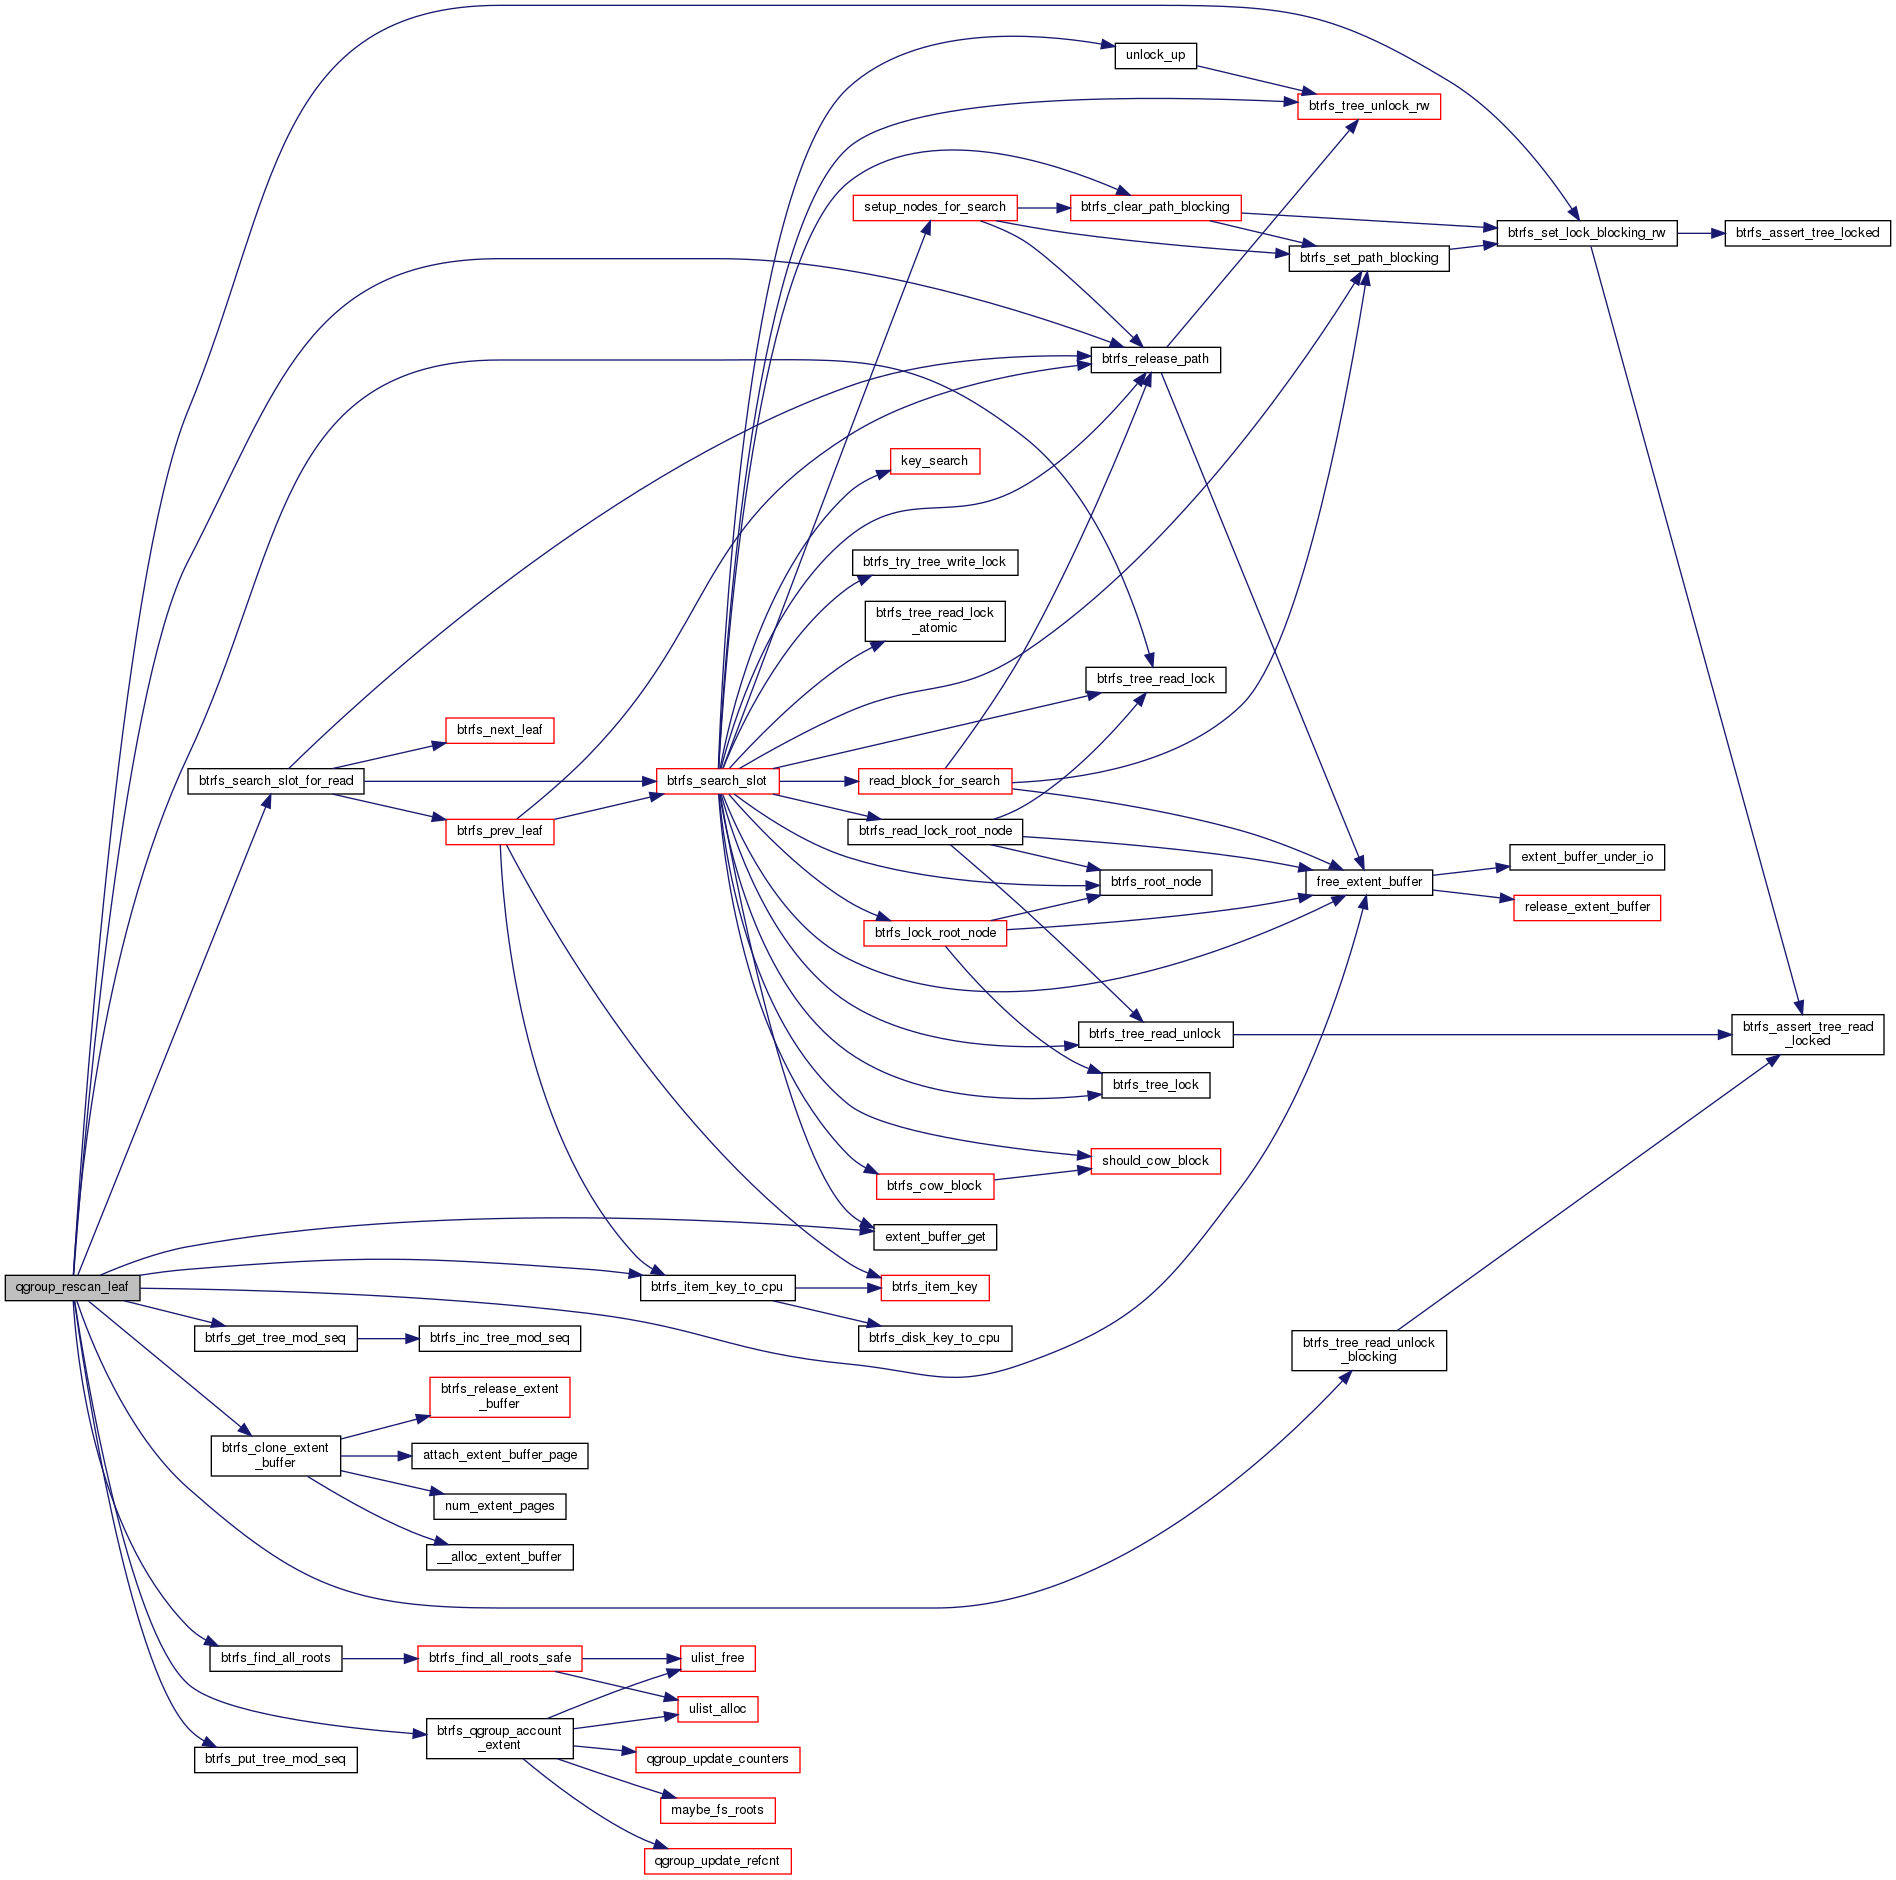 unlock_up
btrfs_tree_unlock_rw
setup_nodes_for_search
btrfs_clear_path_blocking
btrfs_set_lock_blocking_rw
btrfs_assert_tree_locked
btrfs_set_path_blocking
btrfs_release_path
key_search
btrfs_try_tree_write_lock
btrfs_tree_read_lock
_atomic
btrfs_tree_read_lock
btrfs_next_leaf
btrfs_search_slot_for_read
btrfs_search_slot
read_block_for_search
btrfs_prev_leaf
btrfs_read_lock_root_node
extent_buffer_under_io
btrfs_root_node
free_extent_buffer
release_extent_buffer
btrfs_lock_root_node
btrfs_tree_read_unlock
btrfs_assert_tree_read
_locked
btrfs_tree_lock
should_cow_block
btrfs_cow_block
extent_buffer_get
qgroup_rescan_leaf
btrfs_item_key_to_cpu
btrfs_item_key
btrfs_get_tree_mod_seq
btrfs_inc_tree_mod_seq
btrfs_disk_key_to_cpu
btrfs_tree_read_unlock
_blocking
btrfs_release_extent
_buffer
btrfs_clone_extent
_buffer
attach_extent_buffer_page
num_extent_pages
__alloc_extent_buffer
btrfs_find_all_roots
btrfs_find_all_roots_safe
ulist_free
ulist_alloc
btrfs_qgroup_account
_extent
btrfs_put_tree_mod_seq
qgroup_update_counters
maybe_fs_roots
qgroup_update_refcnt